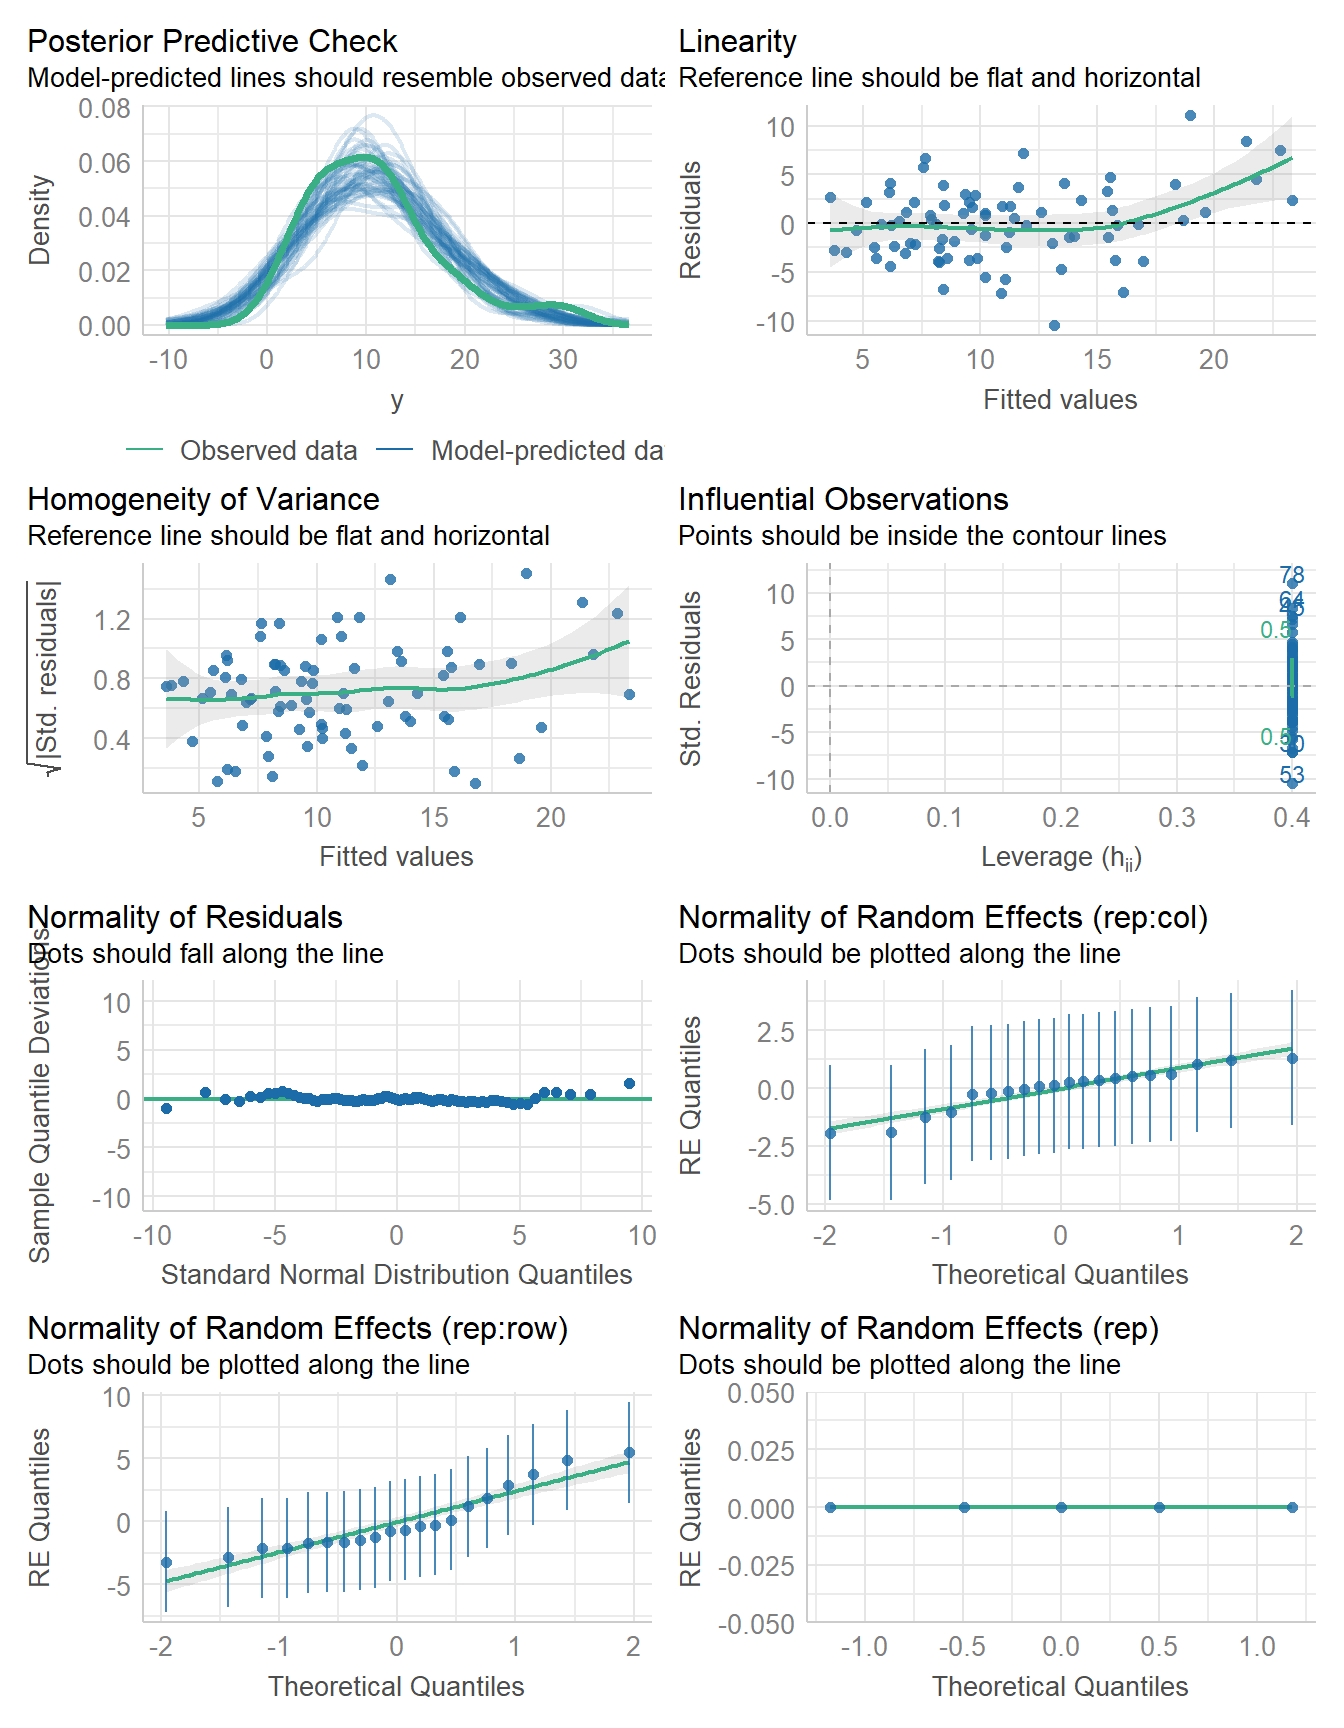 Posterior Predictive Check
Model-predicted lines should resemble observed data
0.08
0.06
0.04
0.02
0.00
Density
-10 0 10 20 30
y
Observed data Model-predicted da
Linearity
Reference line should be flat and horizontal
10
5
0
-5
-10
Residuals
5 10 15 20
Fitted values
Homogeneity of Variance
Reference line should be flat and horizontal
1.2
0.8
0.4
√|Std. residuals|
5 10 15 20
Fitted values
Influential Observations
Points should be inside the contour lines
10
5
0
-5
-10
Std. Residuals
78
64
0.5
0.5
53
0.0 0.1 0.2 0.3 0.4
Leverage (hii)
Normality of Residuals
Dots should fall along the line
10
5
0
-5
-10
Sample Quantile Deviations
-10 -5 0 5 10
Standard Normal Distribution Quantiles
Normality of Random Effects (rep:col)
Dots should be plotted along the line
2.5
0.0
-2.5
-5.0
RE Quantiles
-2 -1 0 1 2
Theoretical Quantiles
Normality of Random Effects (rep:row)
Dots should be plotted along the line
10
5
0
-5
RE Quantiles
-2 -1 0 1 2
Theoretical Quantiles
Normality of Random Effects (rep)
Dots should be plotted along the line
0.050
0.025
0.000
-0.025
-0.050
RE Quantiles
-1.0 -0.5 0.0 0.5 1.0
Theoretical Quantiles